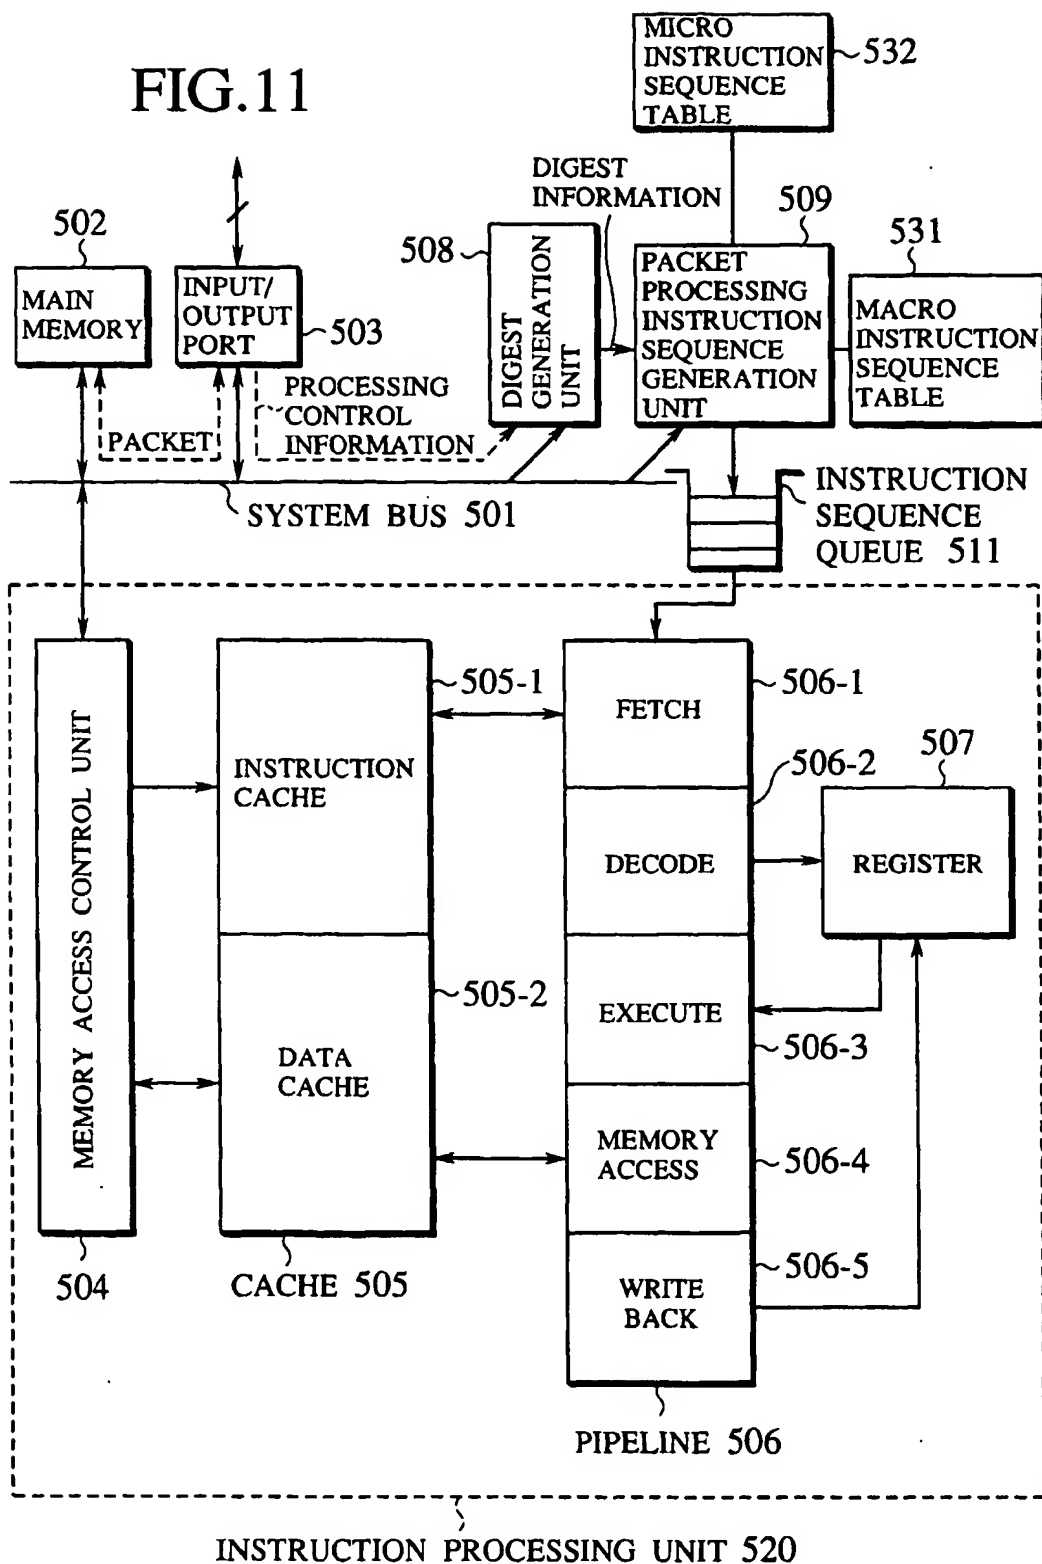 FIG.11
MICRO
INSTRUCTION
SEQUENCE
TABLE
532
DIGEST
INFORMATION
502
MAIN
MEMORY
INPUT/
OUTPUT
PORT
503
508
DIGEST
GENERATION
UNIT
509
PACKET
PROCESSING
INSTRUCTION
SEQUENCE
GENERATION
UNIT
531
MACRO
INSTRUCTION
SEQUENCE
TABLE
PROCESSING
CONTROL
INFORMATION
PACKET
SYSTEM BUS 501
INSTRUCTION
SEQUENCE
QUEUE 511
MEMORY ACCESS CONTROL UNIT
504
INSTRUCTION
CACHE
505-1
DATA
CACHE
505-2
CACHE 505
FETCH
506-1
DECODE
506-2
EXECUTE
506-3
MEMORY
ACCESS
506-4
WRITE
BACK
506-5
PIPELINE 506
507
REGISTER
INSTRUCTION PROCESSING UNIT 520